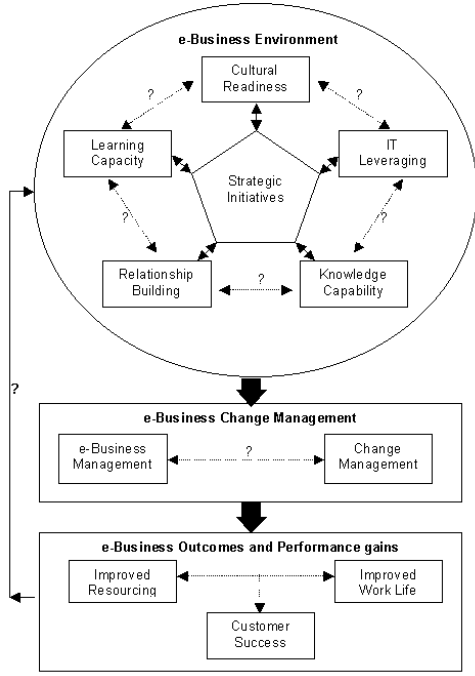 e-Business Environment
Cultural
Readiness
?
?
Learning
Capacity
IT
Leveraging
Strategic
Initiatives
?
?
Relationship
Building
?
Knowledge
Capability
?
e-Business Change Management
e-Business
Management
?
Change
Management
e-Business Outcomes and Performance gains
Improved
Resourcing
Improved
Work Life
Customer
Success